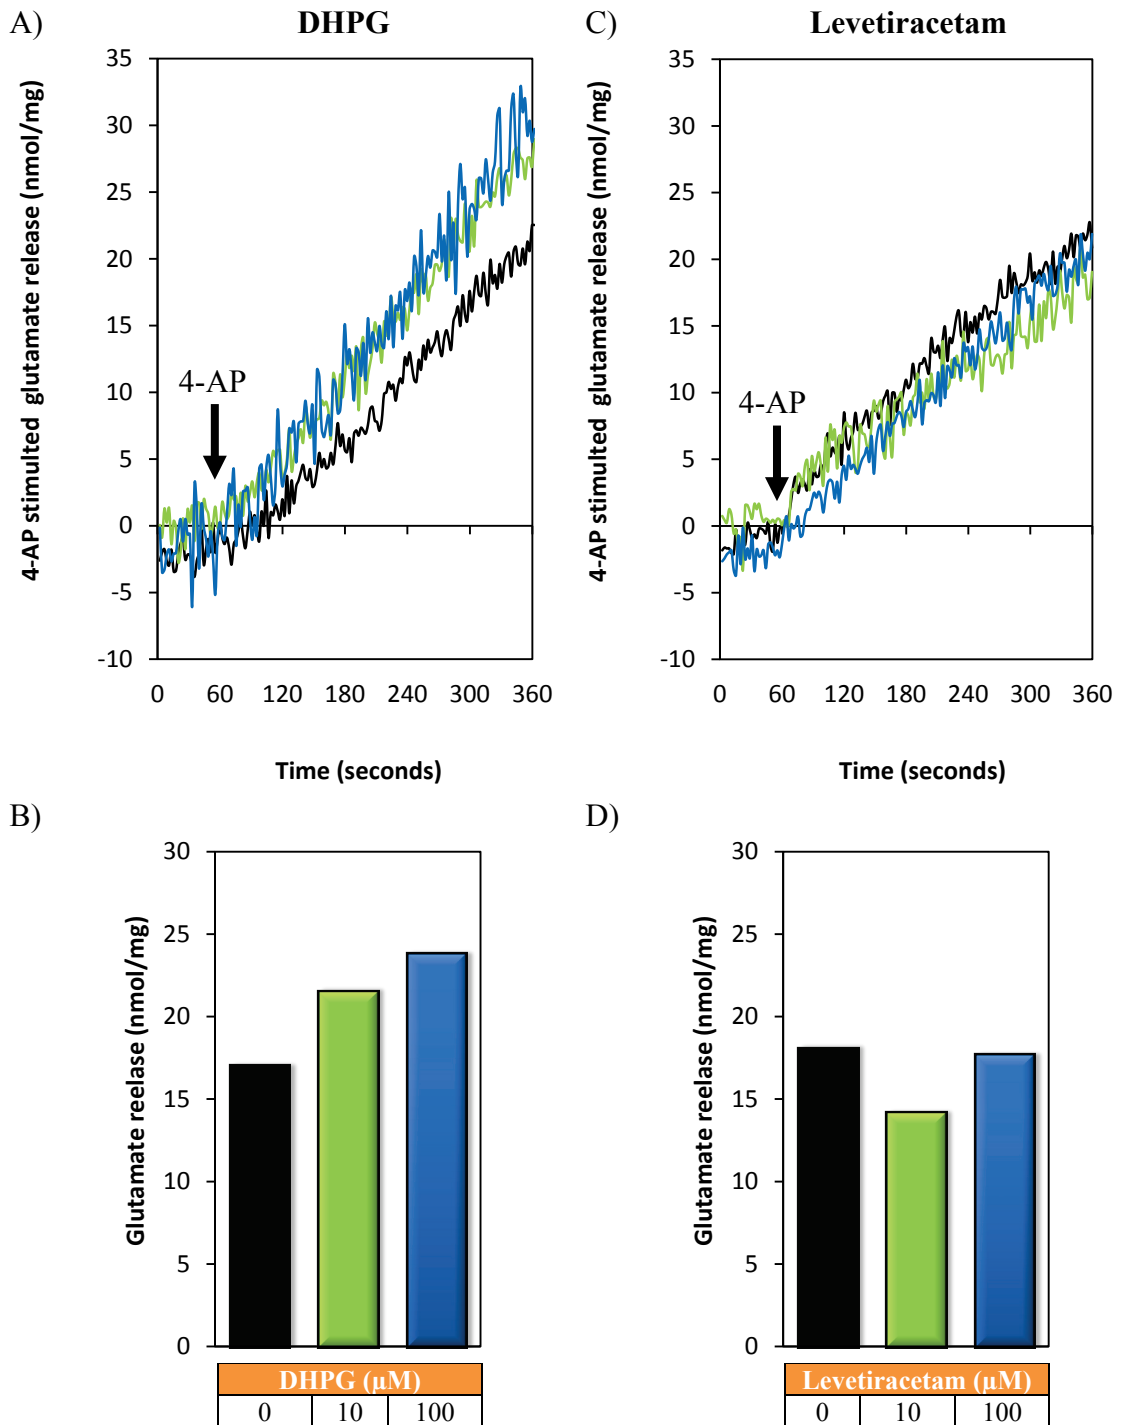 A)
DHPG
4-AP stimulted glutamate release (nmol/mg)
35
30
25
20
15
10
5
0
-5
-10
4-AP
0 60 120 180 240 300 360
Time (seconds)
C)
Levetiracetam
4-AP stimulted glutamate release (nmol/mg)
35
30
25
20
15
10
5
0
-5
-10
4-AP
0 60 120 180 240 300 360
Time (seconds)
B)
Glutamate reelase (nmol/mg)
30
25
20
15
10
5
0
DHPG (μM)
0 10 100
D)
Glutamate reelase (nmol/mg)
30
25
20
15
10
5
0
Levetiracetam (μM)
0 10 100